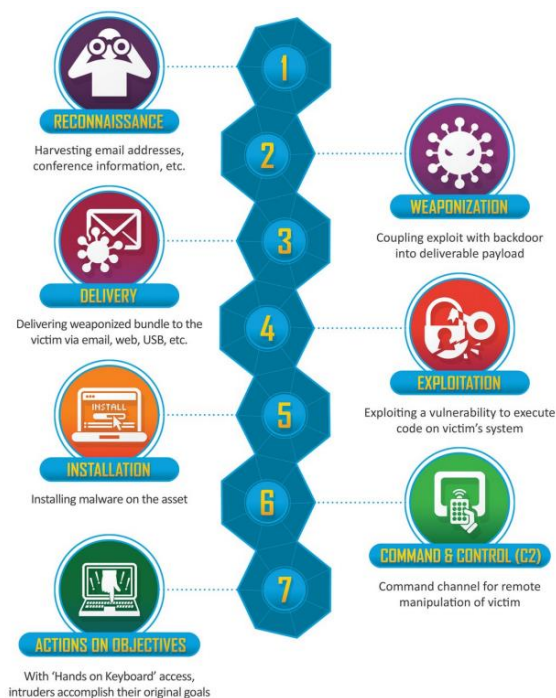 1
RECONNAISSANCE
Harvesting email addresses,
conference information, etc.
2
WEAPONIZATION
Coupling exploit with backdoor
into deliverable payload
3
DELIVERY
Delivering weaponized bundle to the
victim via email, web, USB, etc.
4
EXPLOITATION
Exploiting a vulnerability to execute
code on victim's system
5
INSTALL
INSTALLATION
Installing malware on the asset
6
COMMAND & CONTROL (C2)
Command channel for remote
manipulation of victim
7
ACTIONS ON OBJECTIVES
With 'Hands on Keyboard' access,
intruders accomplish their original goals